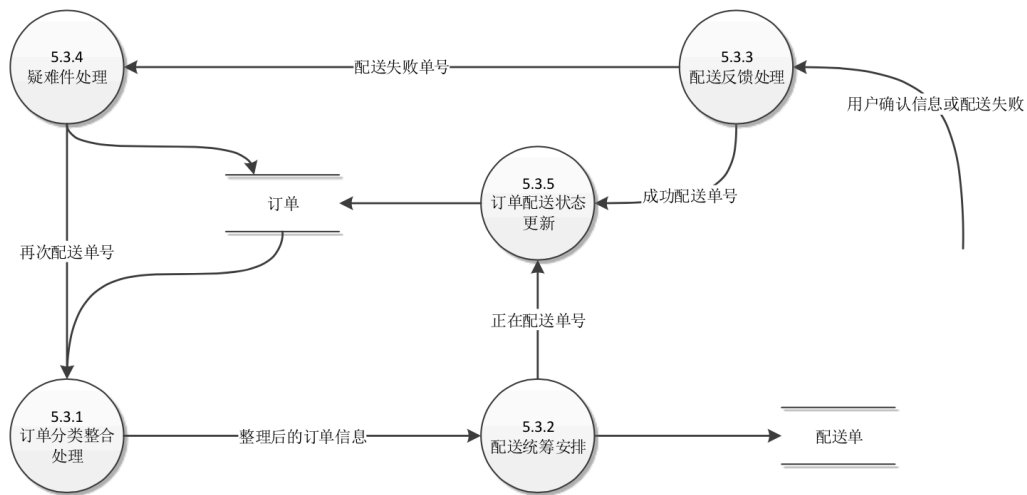 5.3.4
疑难件处理
配送失败单号
5.3.3
配送反馈处理
用户确认信息或配送失败
5.3.5
订单配送状态
更新
订单
成功配送单号
再次配送单号
正在配送单号
5.3.1
订单分类整合
处理
整理后的订单信息
5.3.2
配送统筹安排
配送单